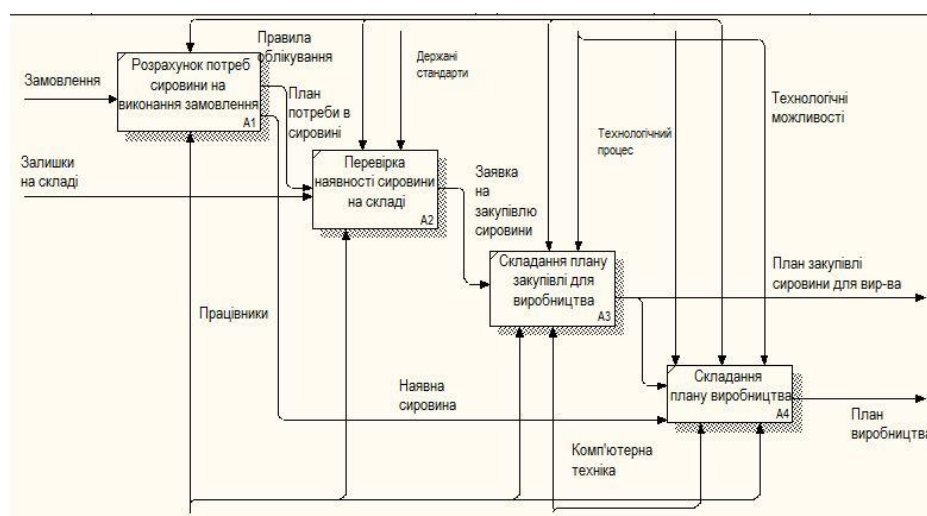 Правила
облікування
Розрахунок потреб
сировини на
виконання замовлення
A1
Замовлення
План
потреби в
сировині
Держані
стандарти
Технологічні
можливості
Технологічний
процес
Залишки
на складі
Перевірка
наявності сировини
на складі
A2
Заявка
на
закупівлю
сировини
Складання плану
закупівлі для
виробництва
A3
План закупівлі
сировини для вир-ва
Працівники
Наявна
сировина
Складання
плану виробництва
A4
План
виробництва
Комп'ютерна
техніка